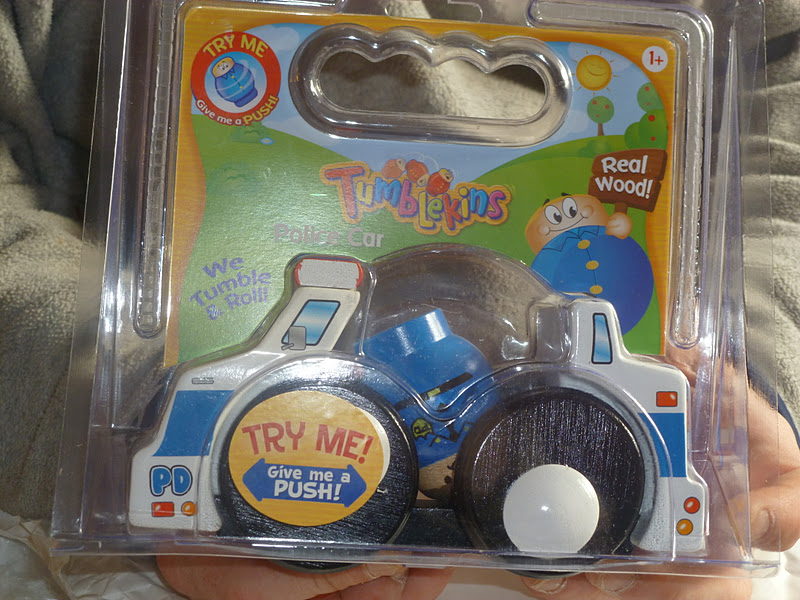 TRY ME
Give me a PUSH!
1+
Real
Wood!
Tumblekins
Police Car
We
Tumble
& Roll!
TRY ME!
Give me a
PUSH!
PD